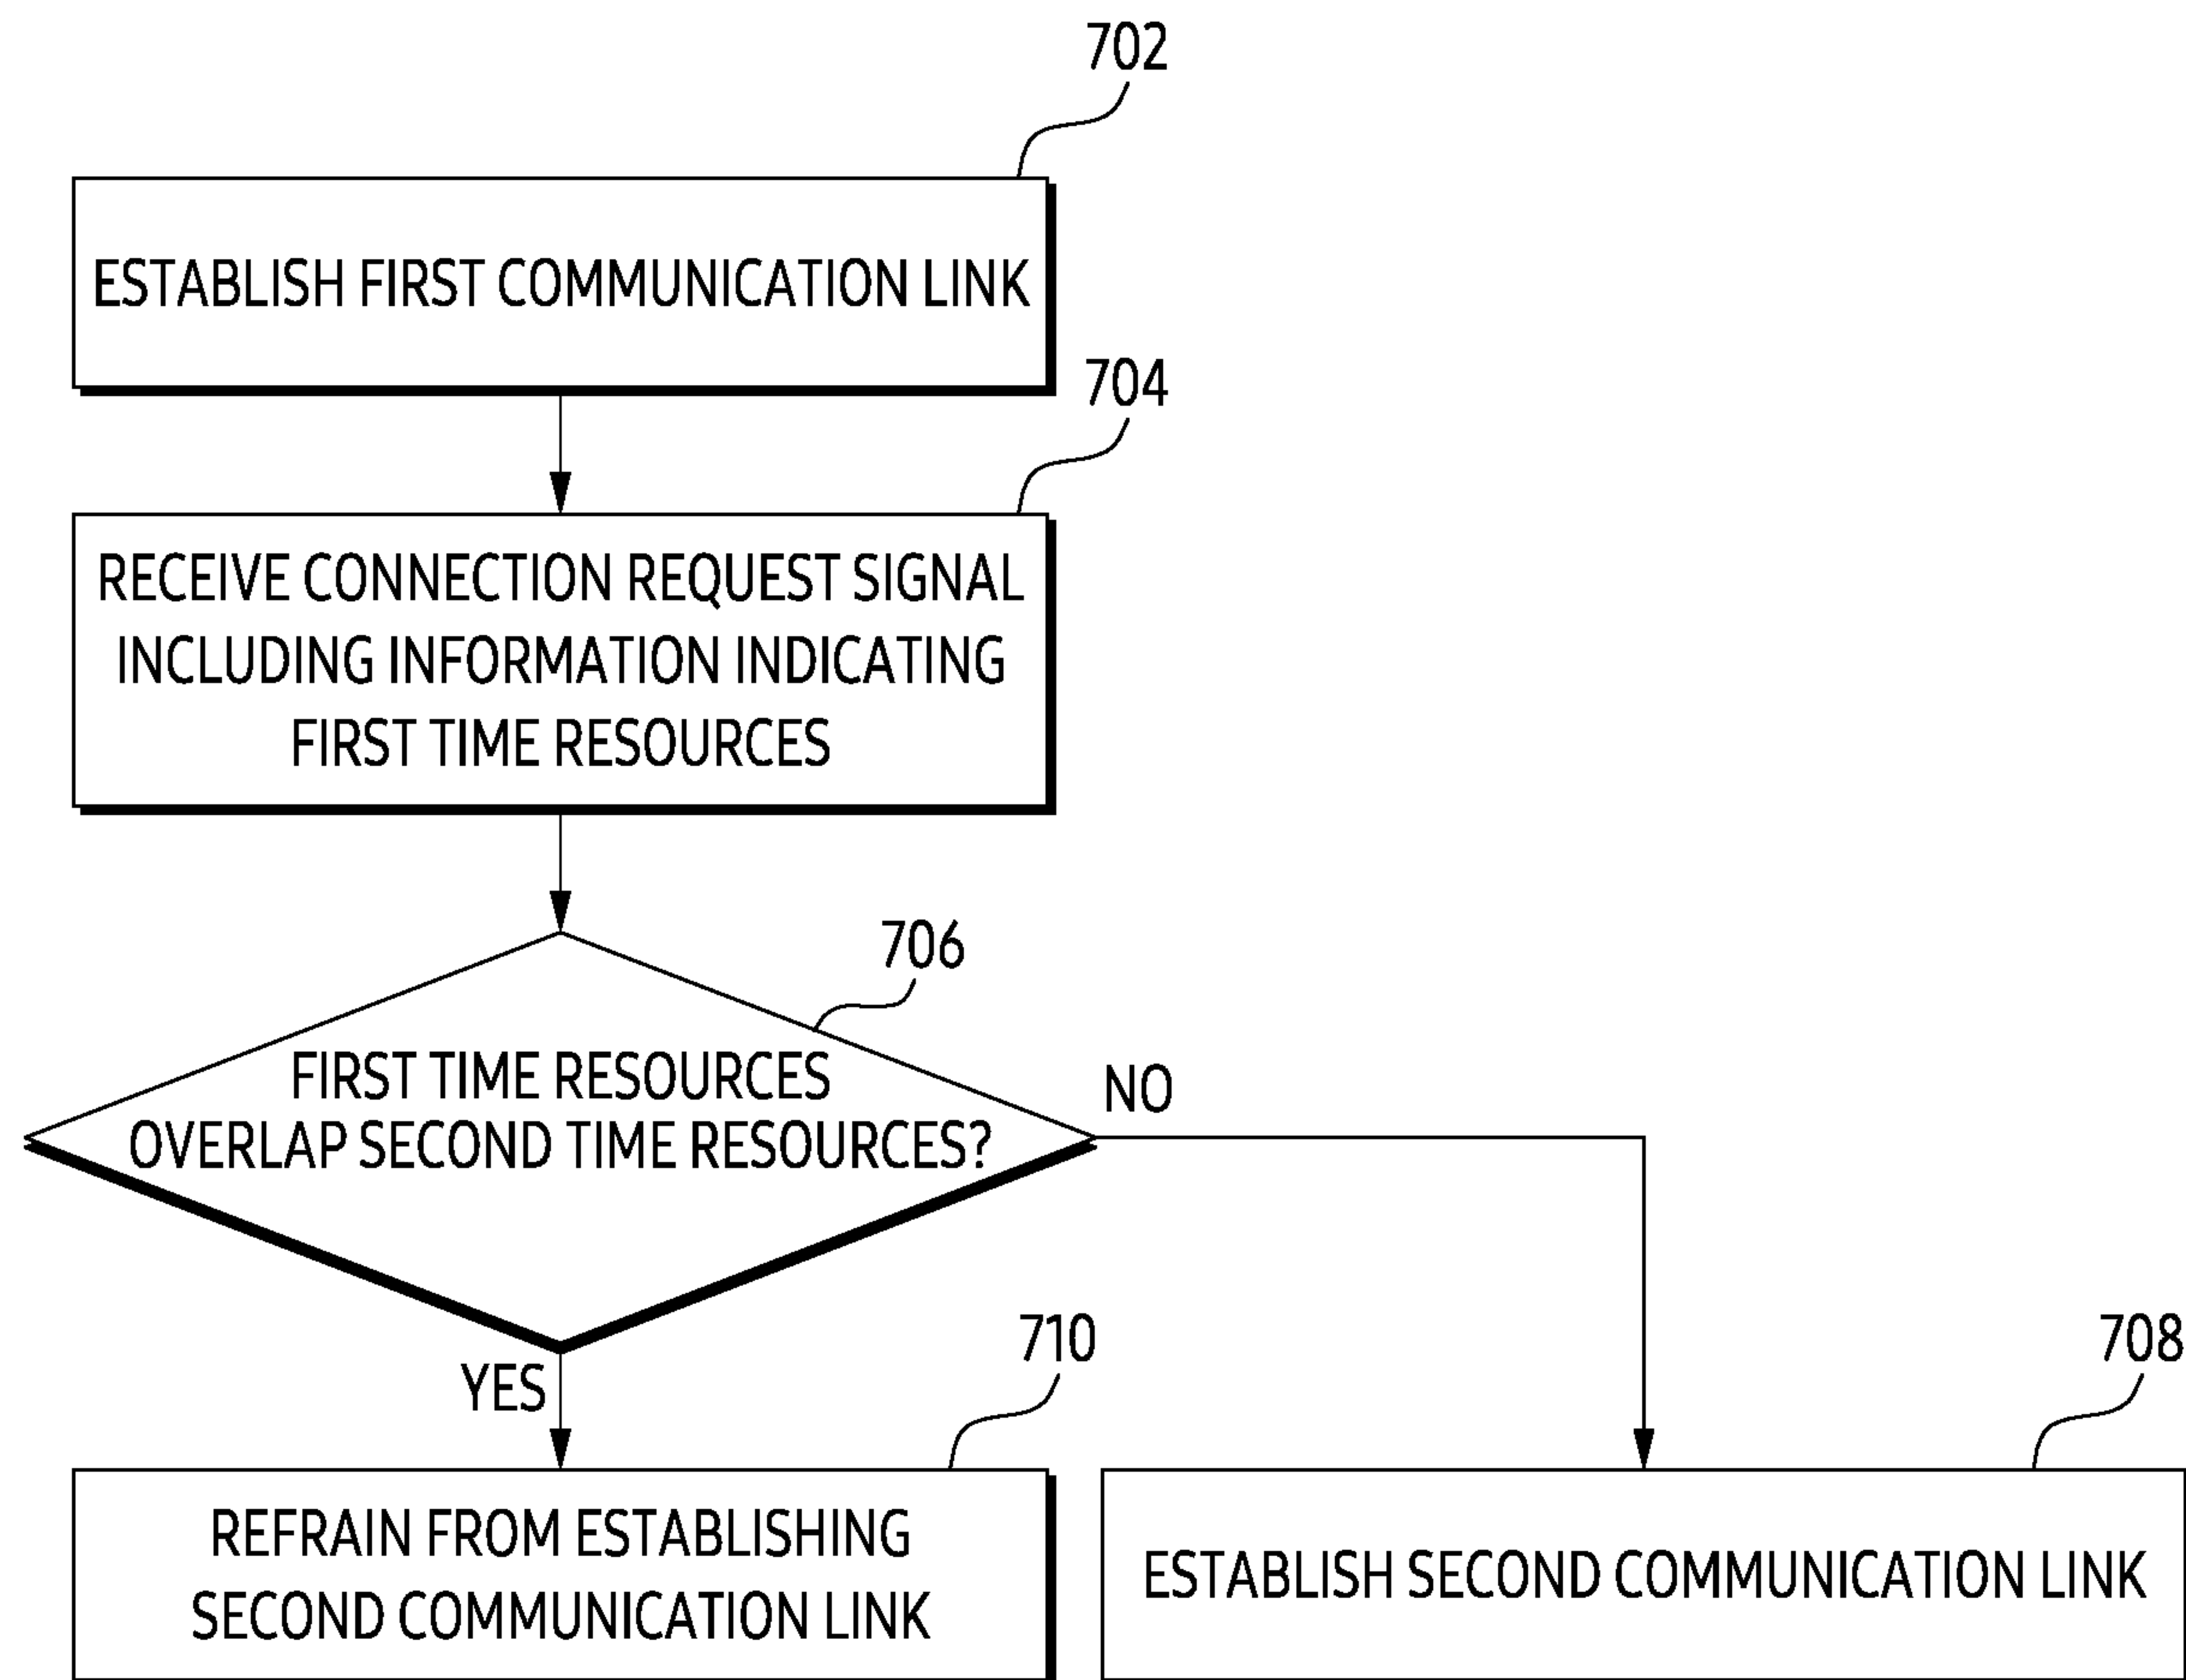 702
ESTABLISH FIRST COMMUNICATION LINK
704
RECEIVE CONNECTION REQUEST SIGNAL
INCLUDING INFORMATION INDICATING
FIRST TIME RESOURCES
706
FIRST TIME RESOURCES
OVERLAP SECOND TIME RESOURCES?
NO
YES
710
REFRAIN FROM ESTABLISHING
SECOND COMMUNICATION LINK
708
ESTABLISH SECOND COMMUNICATION LINK